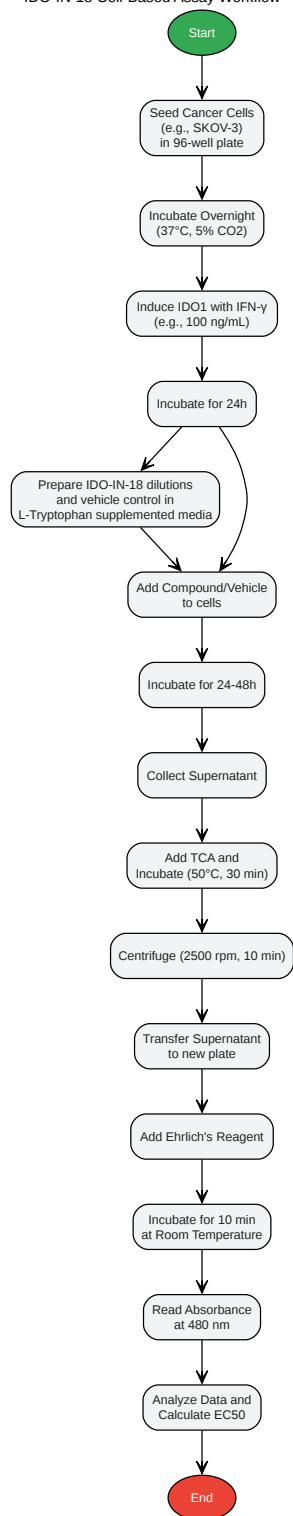 IDO-IN-18 Cell-Based Assay Workflow
Start
Seed Cancer Cells
(e.g., SKOV-3)
in 96-well plate
Incubate Overnight
(37°C, 5% CO2)
Induce IDO1 with IFN-γ
(e.g., 100 ng/mL)
Incubate for 24h
Prepare IDO-IN-18 dilutions
and vehicle control in
L-Tryptophan supplemented media
Add Compound/Vehicle
to cells
Incubate for 24-48h
Collect Supernatant
Add TCA and
Incubate (50°C, 30 min)
Centrifuge (2500 rpm, 10 min)
Transfer Supernatant
to new plate
Add Ehrlich's Reagent
Incubate for 10 min
at Room Temperature
Read Absorbance
at 480 nm
Analyze Data and
Calculate EC50
End